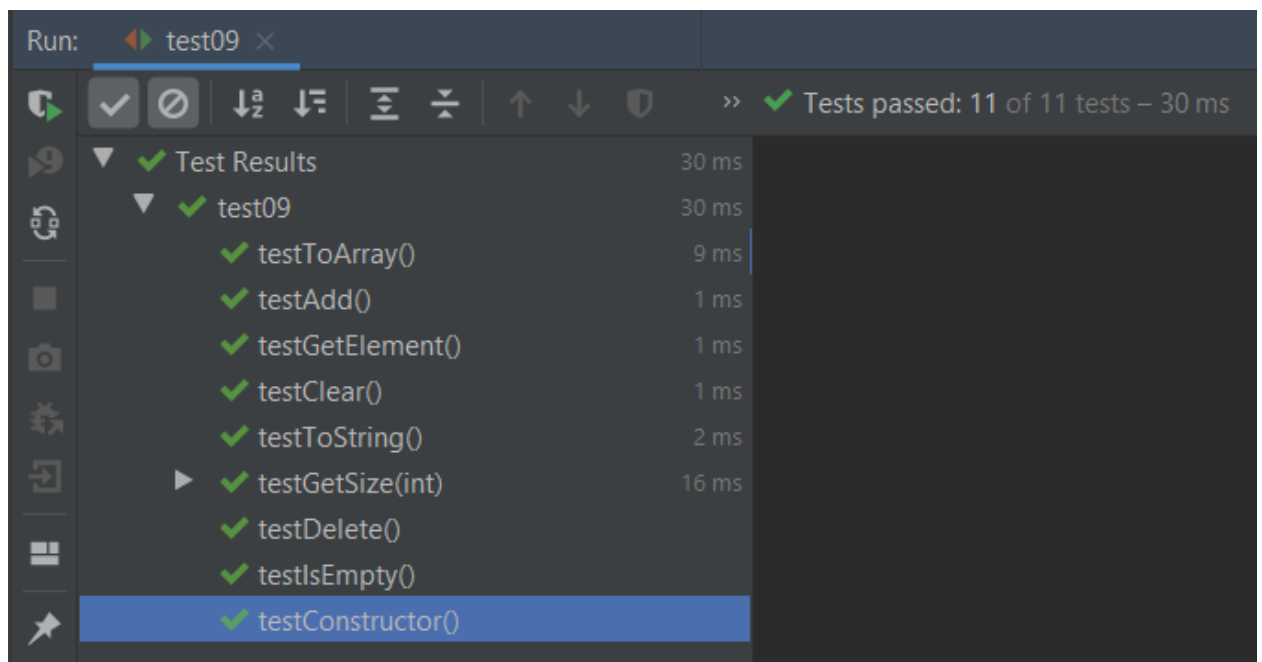 Run: test09
Tests passed: 11 of 11 tests – 30 ms
Test Results 30 ms
test09 30 ms
testToArray() 9 ms
testAdd() 1 ms
testGetElement() 1 ms
testClear() 1 ms
testToString() 2 ms
testGetSize(int) 16 ms
testDelete()
testIsEmpty()
testConstructor()